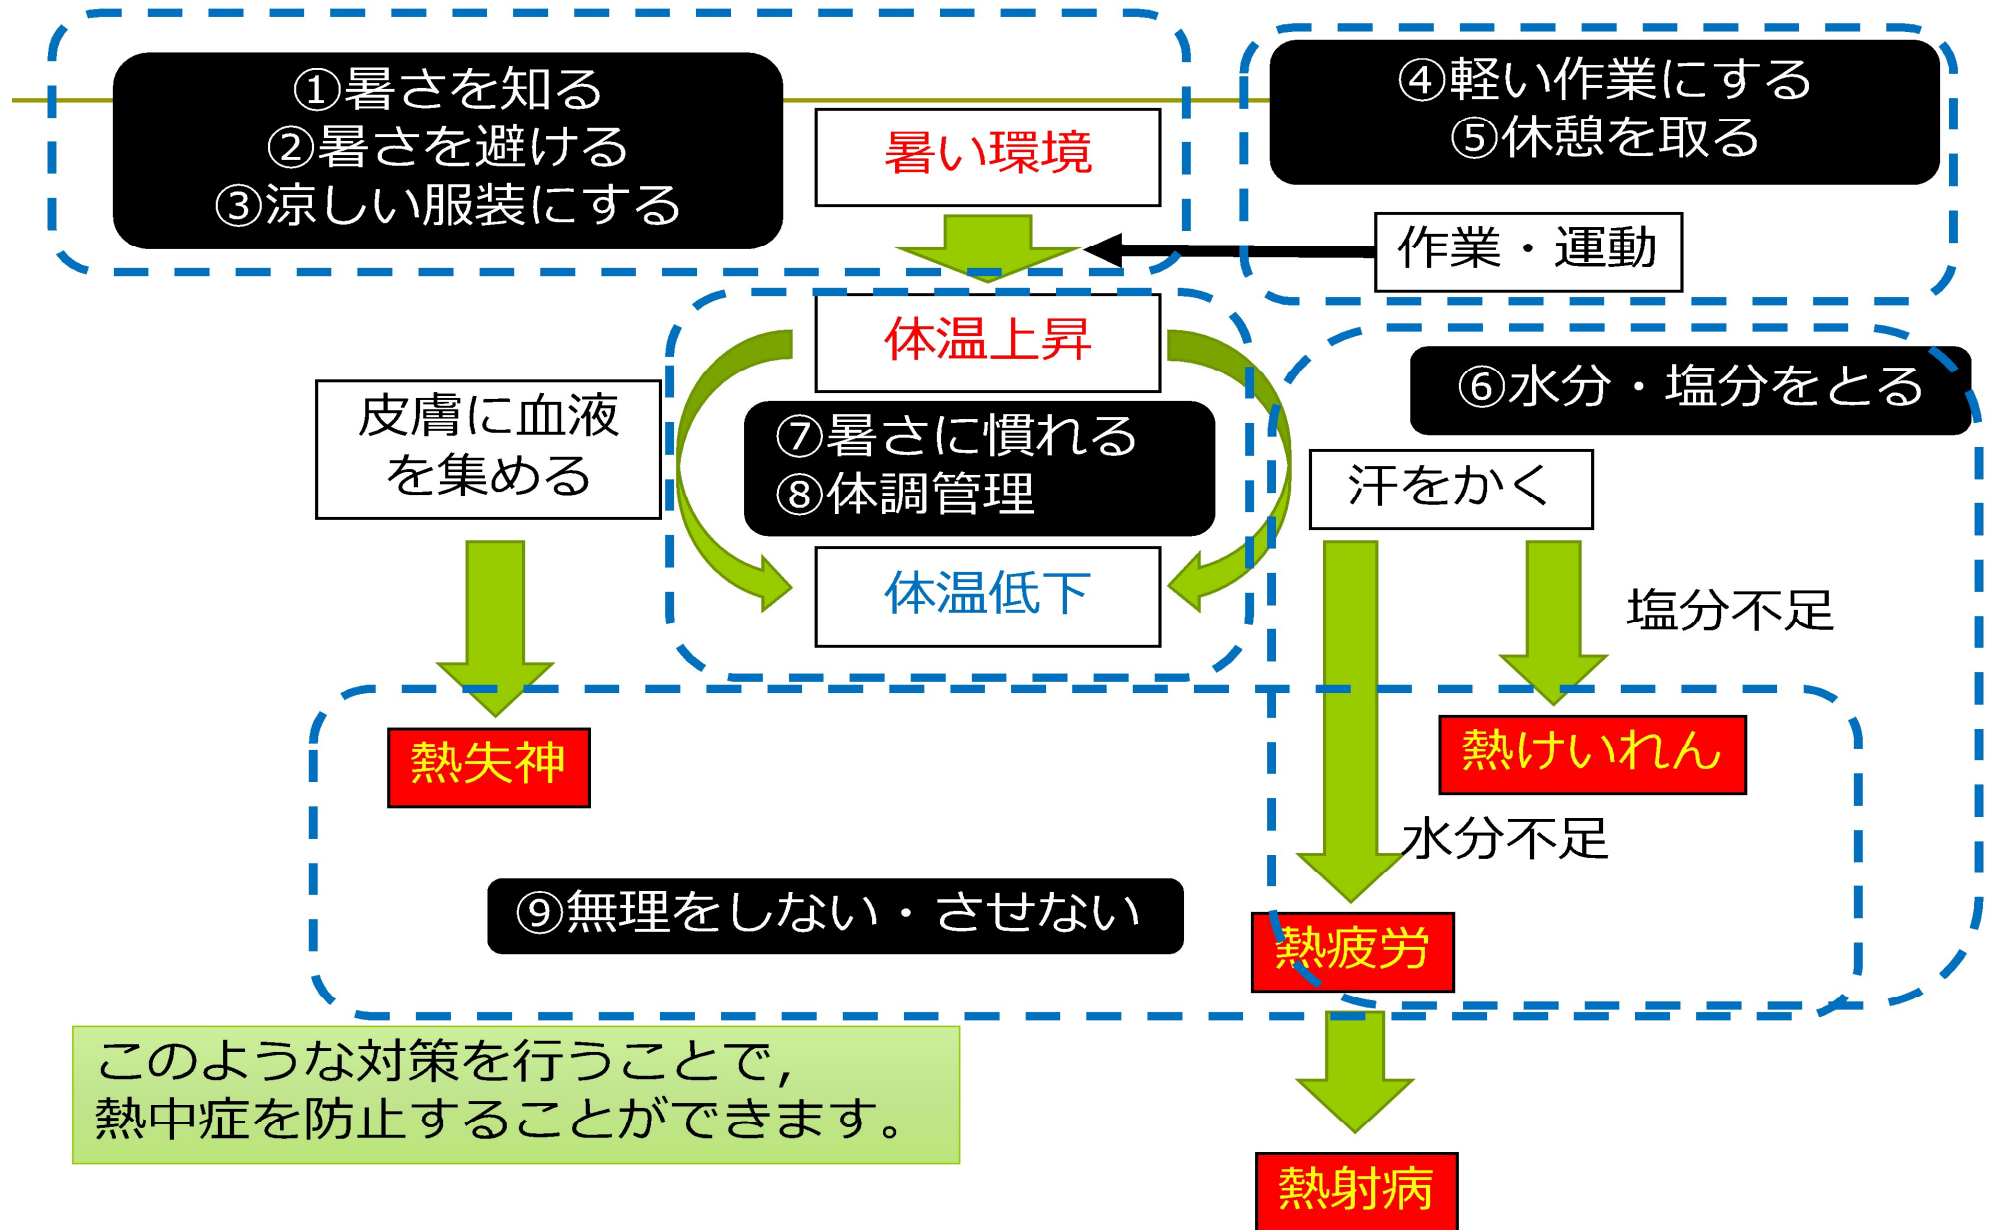 ①暑さを知る
②暑さを避ける
③涼しい服装にする
暑い環境
④軽い作業にする
⑤休憩を取る
作業・運動
体温上昇
皮膚に血液
を集める
⑦暑さに慣れる
⑧体調管理
⑥水分・塩分をとる
汗をかく
体温低下
塩分不足
熱失神
熱けいれん
水分不足
⑨無理をしない・させない
熱疲労
このような対策を行うことで,
熱中症を防止することができます。
熱射病